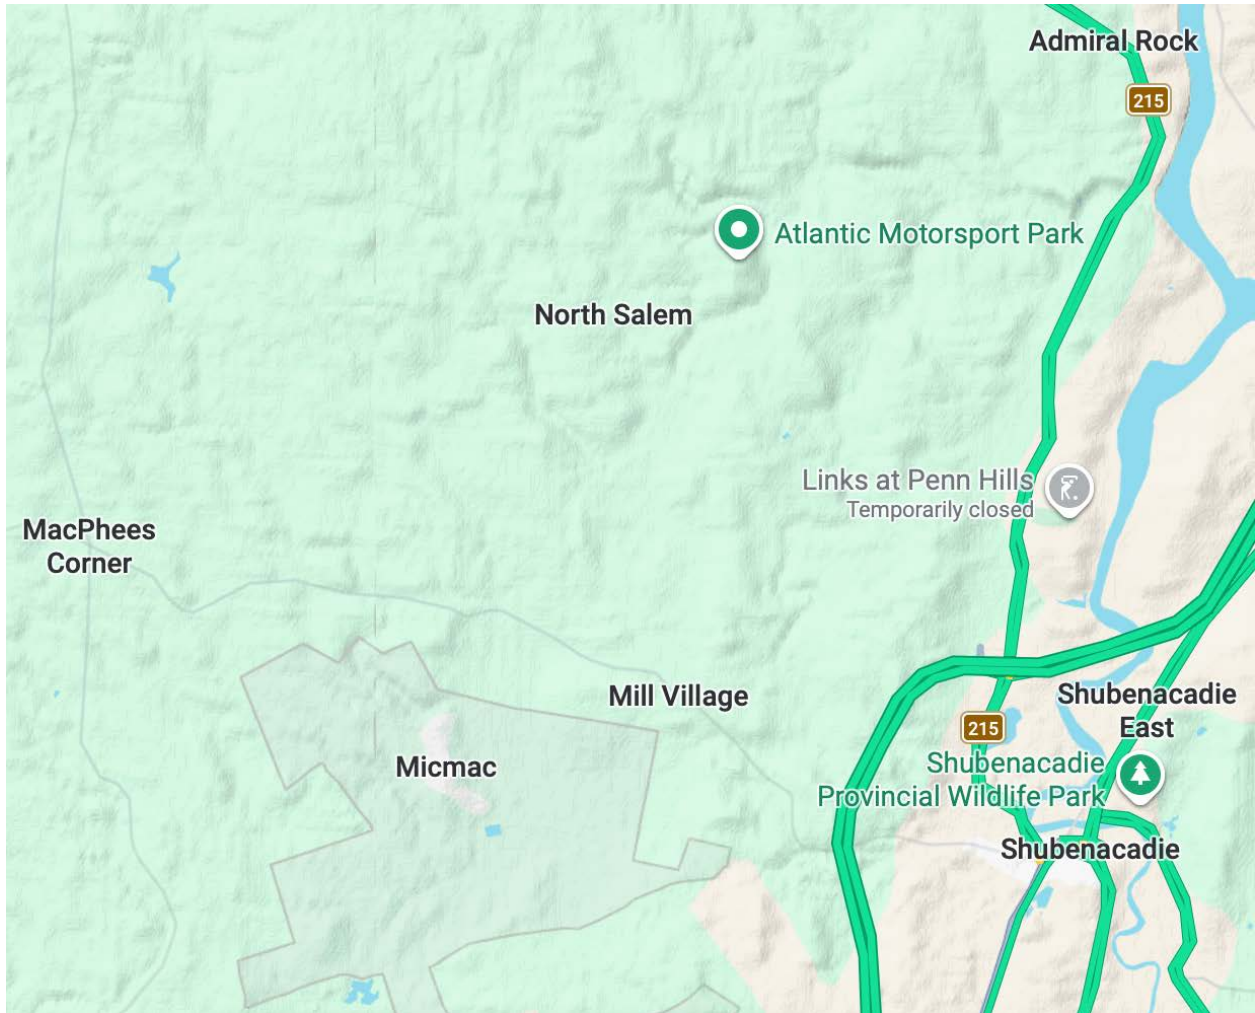 Admiral Rock
215
Atlantic Motorsport Park
North Salem
Links at Penn Hills
Temporarily closed
MacPhees
Corner
Mill Village
Shubenacadie
East
215
Micmac
Shubenacadie
Provincial Wildlife Park
Shubenacadie